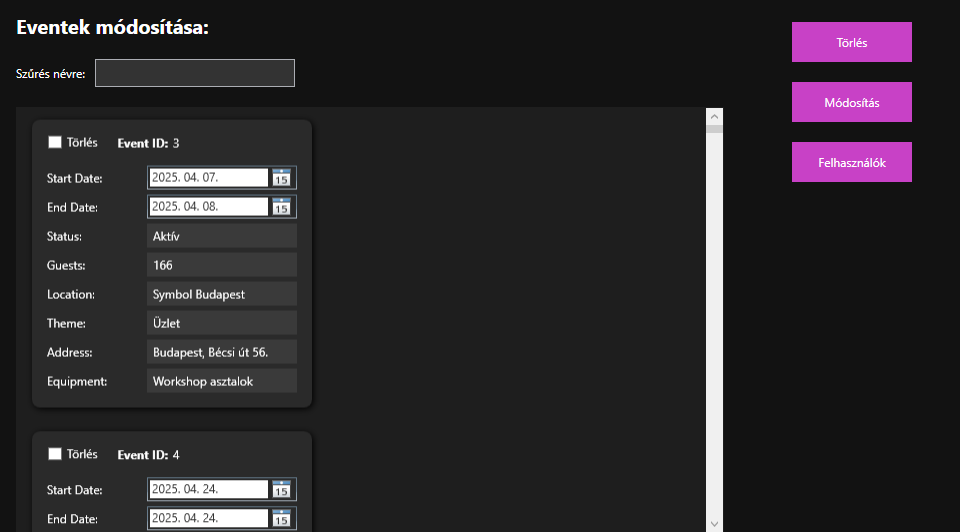 Eventek módosítása:
Szűrés névre:
Törlés
Módosítás
Felhasználók
Törlés Event ID: 3
Start Date: 2025. 04. 07. 15
End Date: 2025. 04. 08. 15
Status: Aktív
Guests: 166
Location: Symbol Budapest
Theme: Üzlet
Address: Budapest, Bécsi út 56.
Equipment: Workshop asztalok
Törlés Event ID: 4
Start Date: 2025. 04. 24. 15
End Date: 2025. 04. 24. 15